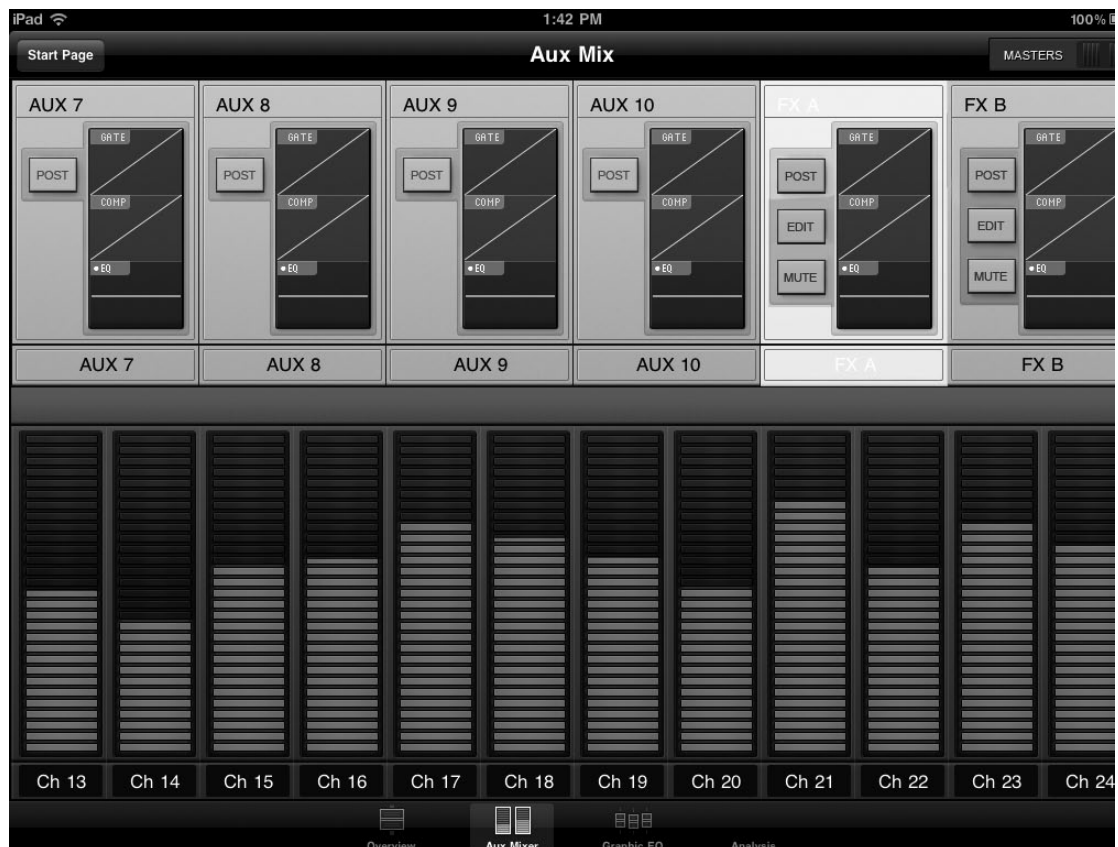 iPad 1:42 PM 100%
Start Page Aux Mix MASTERS
AUX 7 AUX 8 AUX 9 AUX 10 FX A FX B
GATE GATE GATE GATE GATE GATE
POST POST POST POST POST POST
COMP COMP COMP COMP COMP COMP
EDIT EDIT
EQ EQ EQ EQ EQ EQ
MUTE MUTE
AUX 7 AUX 8 AUX 9 AUX 10 FX A FX B
Ch 13 Ch 14 Ch 15 Ch 16 Ch 17 Ch 18 Ch 19 Ch 20 Ch 21 Ch 22 Ch 23 Ch 24
Overview Aux Mixer Graphic EQ Analysis